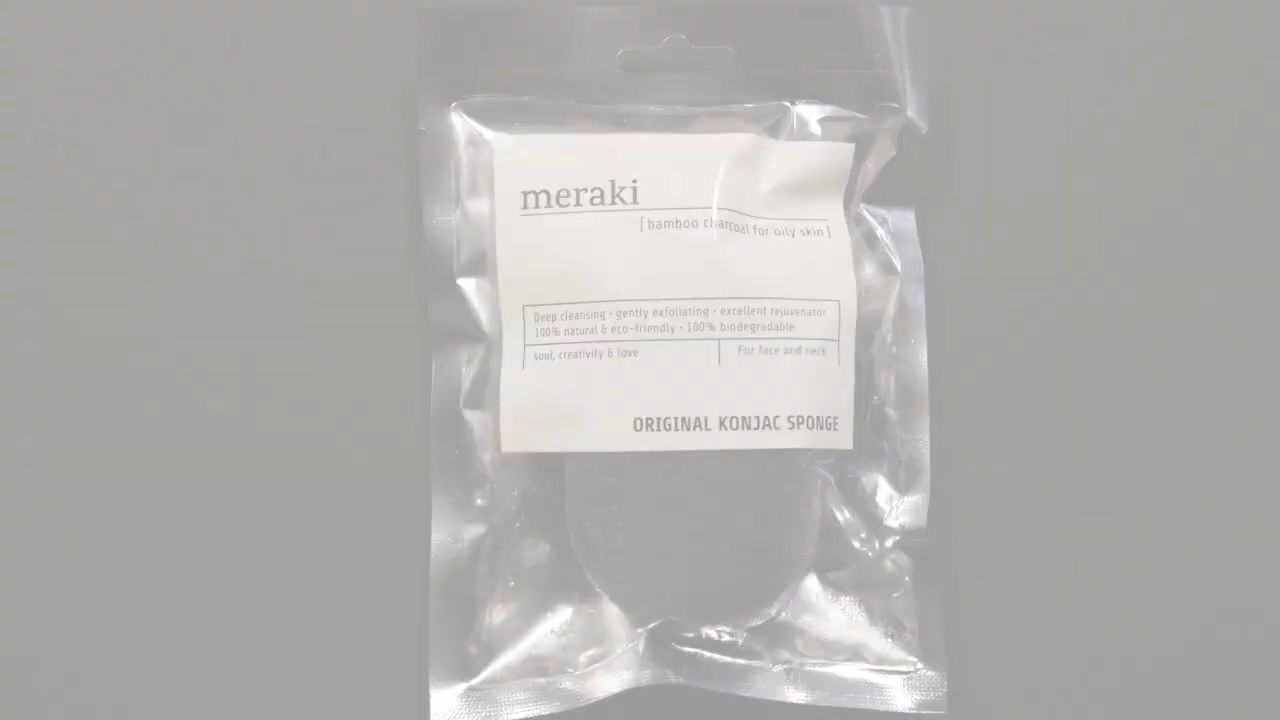 meraki
[bamboo charcoal for oily skin]
Deep cleansing · gently exfoliating · excellent rejuvenator
100% natural & eco-friendly · 100% biodegradable
soul, creativity & love
For face and neck
ORIGINAL KONJAC SPONGE